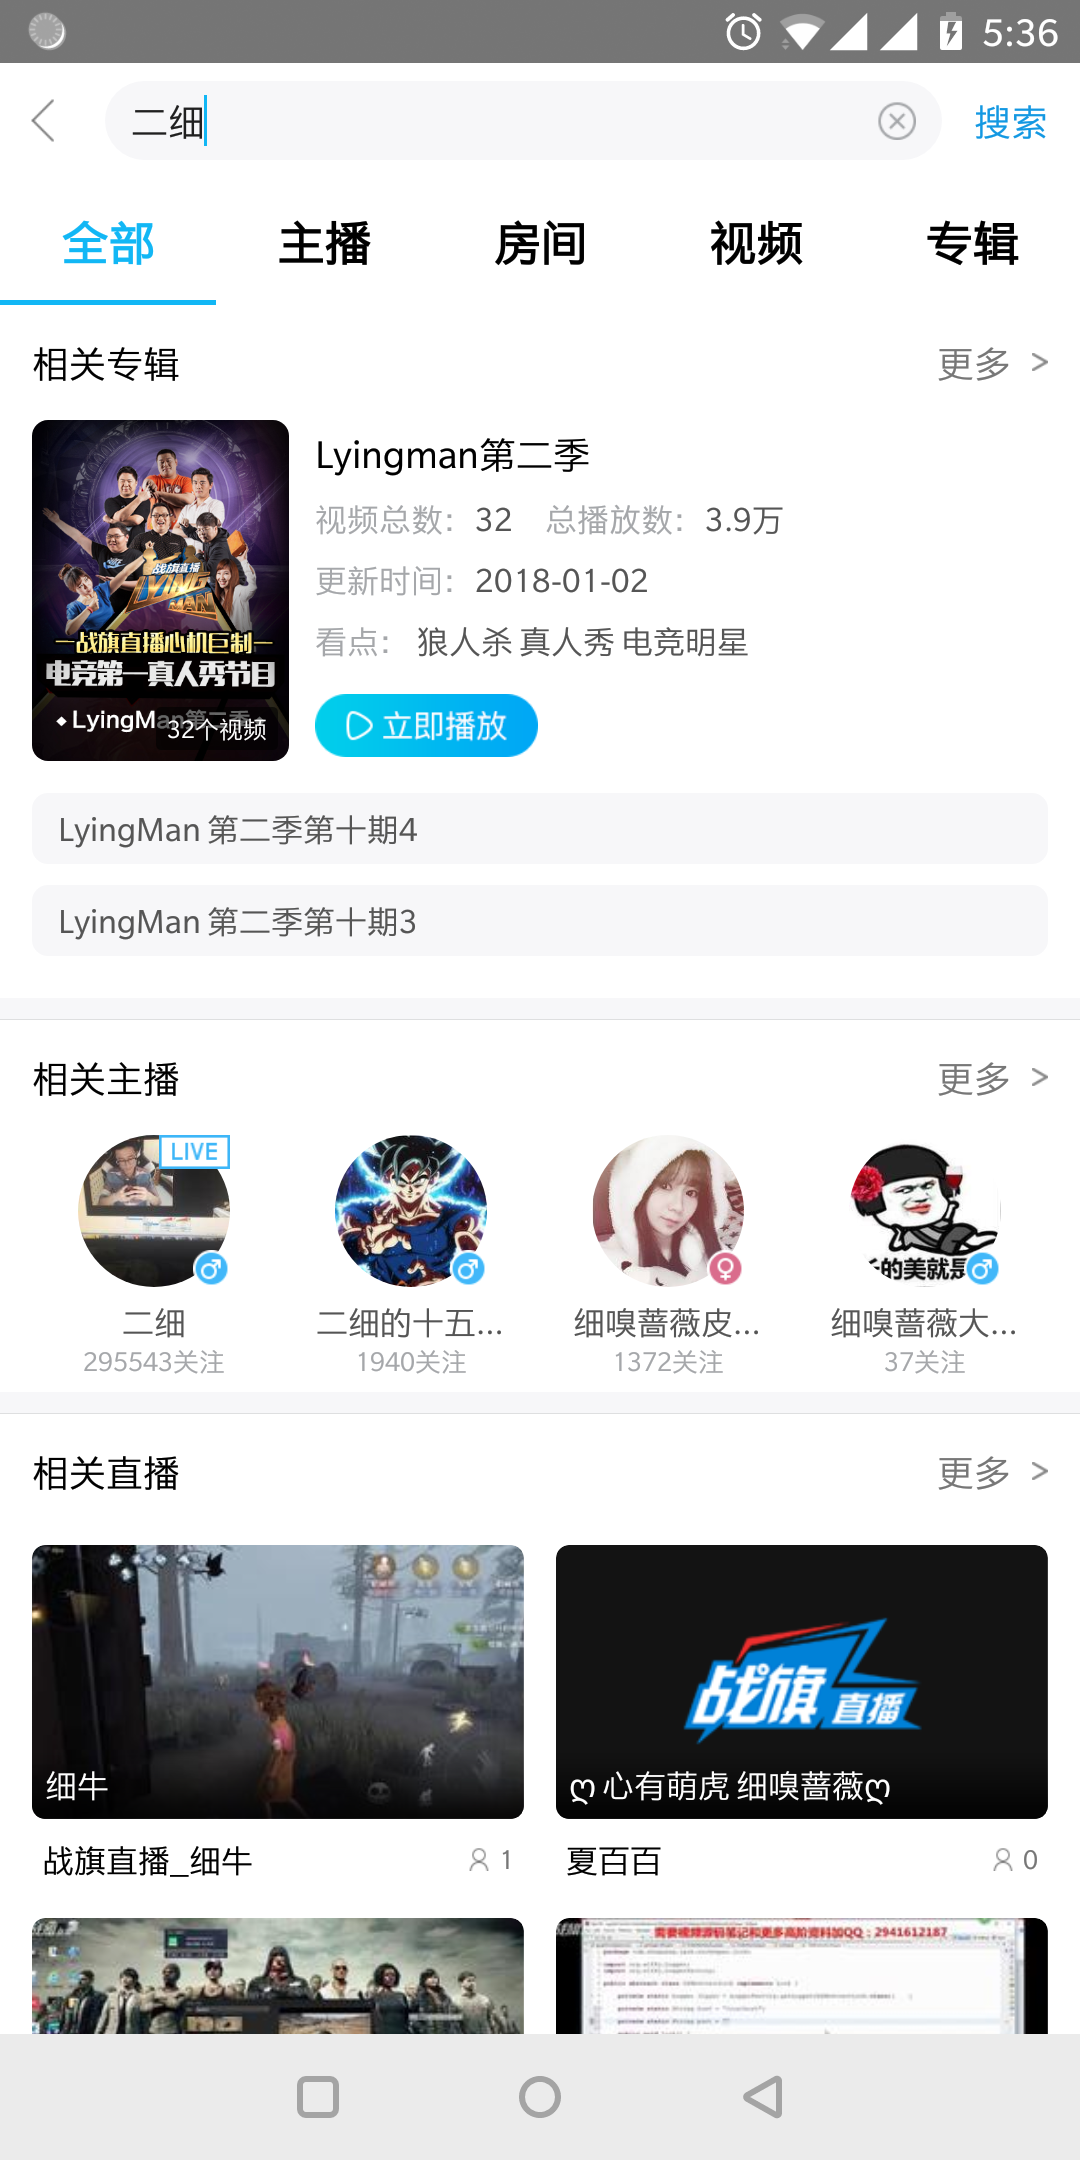 5:36
二细
搜索
全部 主播 房间 视频 专辑
相关专辑 更多 >
Lyingman第二季
视频总数：32 总播放数：3.9万
更新时间：2018-01-02
看点： 狼人杀 真人秀 电竞明星
立即播放
战旗直播
LYING
MAN
战旗直播心机巨制
电竞第一真人秀节目
LyingMan第二季
32个视频
LyingMan 第二季第十期4
LyingMan 第二季第十期3
相关主播 更多 >
LIVE
的美就是
二细 二细的十五... 细嗅蔷薇皮... 细嗅蔷薇大...
295543关注 1940关注 1372关注 37关注
相关直播 更多 >
战旗 直播
细牛
ღ 心有萌虎 细嗅蔷薇ღ
战旗直播_细牛 1
夏百百 0
需要视频源码笔记和更多高阶资料加QQ：2941612187